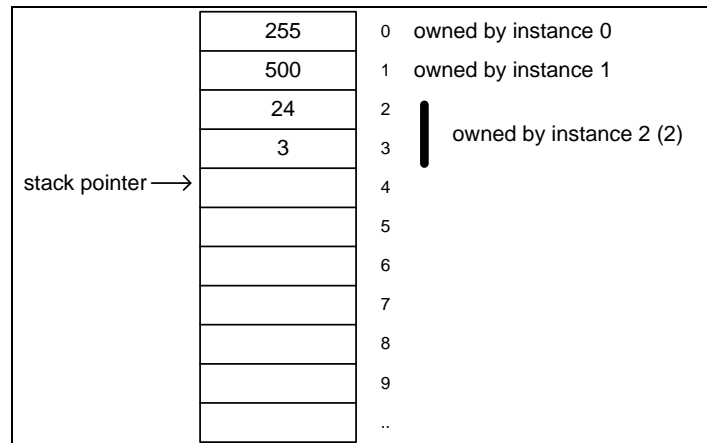 255 0 owned by instance 0
500 1 owned by instance 1
24 2
owned by instance 2 (2)
3 3
stack pointer 4
5
6
7
8
9
..